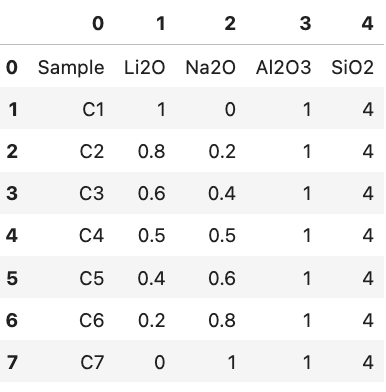 0 1 2 3 4
0 Sample Li2O Na2O Al2O3 SiO2
1 C1 1 0 1 4
2 C2 0.8 0.2 1 4
3 C3 0.6 0.4 1 4
4 C4 0.5 0.5 1 4
5 C5 0.4 0.6 1 4
6 C6 0.2 0.8 1 4
7 C7 0 1 1 4